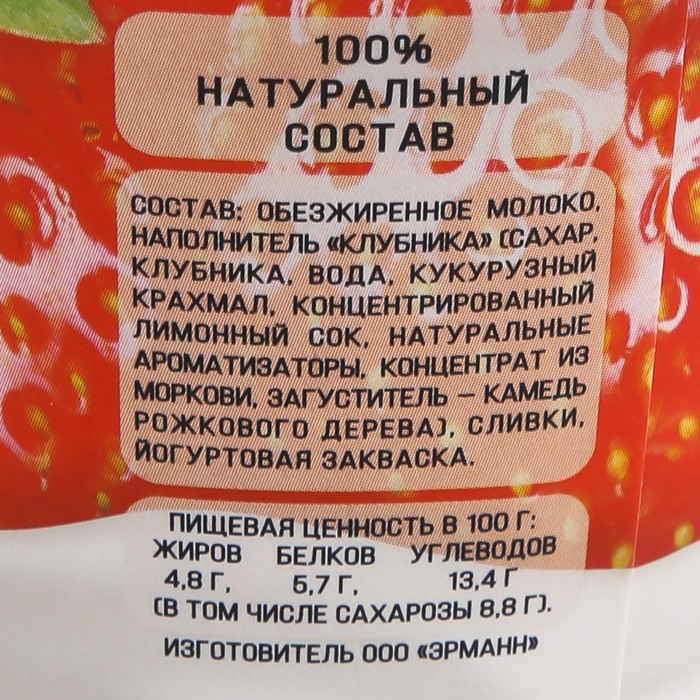 100%
НАТУРАЛЬНЫЙ
СОСТАВ
СОСТАВ: ОБЕЗЖИРЕННОЕ МОЛОКО,
НАПОЛНИТЕЛЬ «КЛУБНИКА» (САХАР,
КЛУБНИКА, ВОДА, КУКУРУЗНЫЙ
КРАХМАЛ, КОНЦЕНТРИРОВАННЫЙ
ЛИМОННЫЙ СОК, НАТУРАЛЬНЫЕ
АРОМАТИЗАТОРЫ, КОНЦЕНТРАТ ИЗ
МОРКОВИ, ЗАГУСТИТЕЛЬ – КАМЕДЬ
РОЖКОВОГО ДЕРЕВА), СЛИВКИ,
ЙОГУРТОВАЯ ЗАКВАСКА.
ПИЩЕВАЯ ЦЕННОСТЬ В 100 Г:
ЖИРОВ БЕЛКОВ УГЛЕВОДОВ
4,8 Г, 5,7 Г, 13,4 Г
(В ТОМ ЧИСЛЕ САХАРОЗЫ 8,8 Г).
ИЗГОТОВИТЕЛЬ ООО «ЭРМАНН»